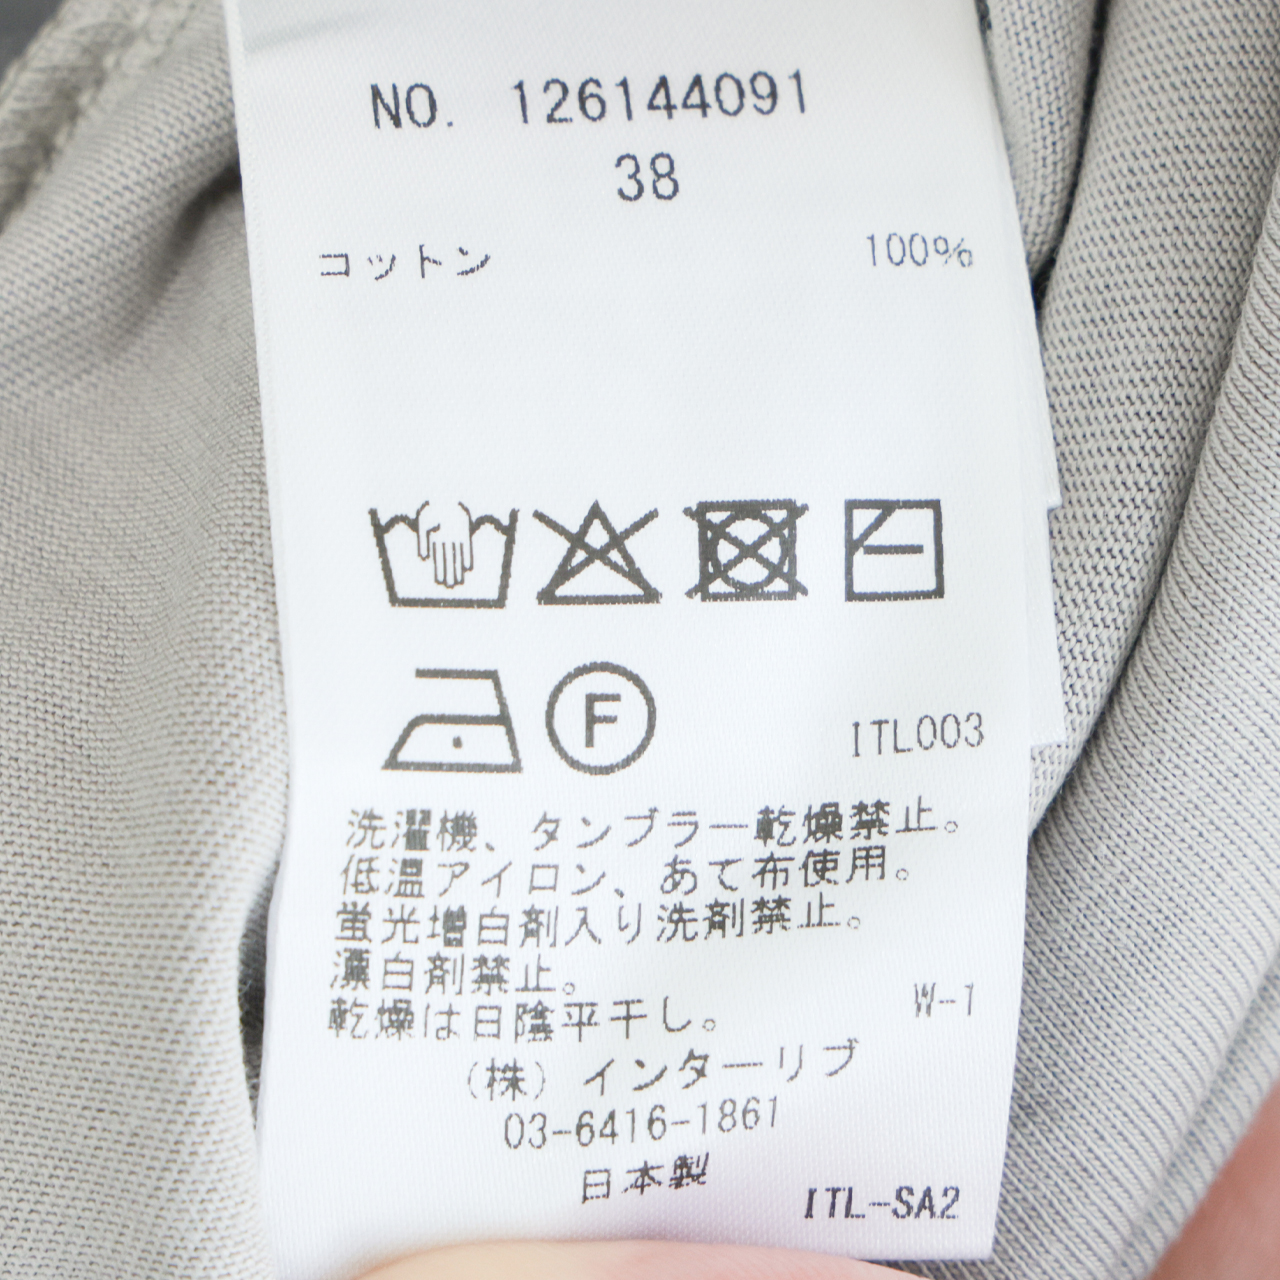 NO. 126144091
38
コットン 100%
F
ITL003
洗濯機、タンブラー乾燥禁止。
低温アイロン、あて布使用。
蛍光増白剤入り洗剤禁止。
漂白剤禁止。
乾燥は日陰平干し。
W-1
(株) インターリブ
03-6416-1861
日本製
ITL-SA2